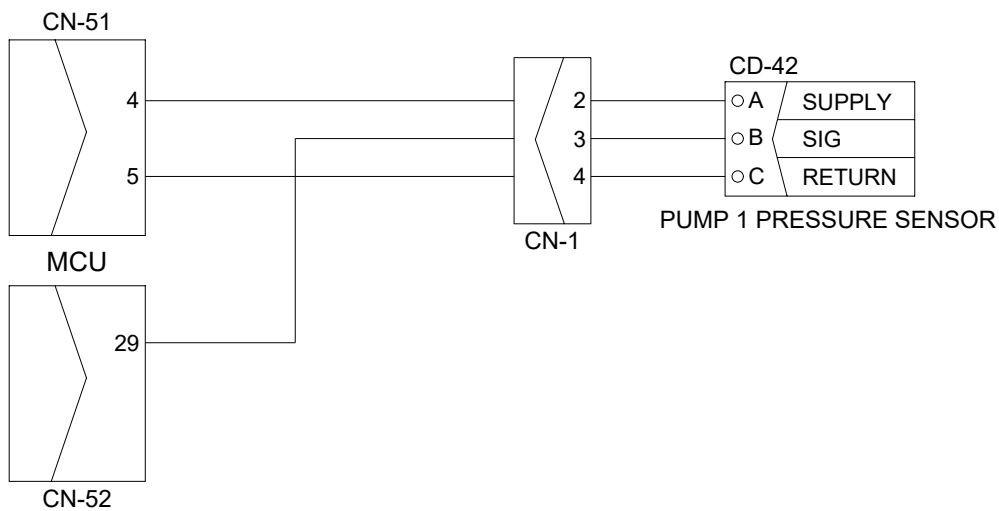 CN-51
4
5
MCU
29
CN-52
2
3
4
CN-1
CD-42
A SUPPLY
B SIG
C RETURN
PUMP 1 PRESSURE SENSOR